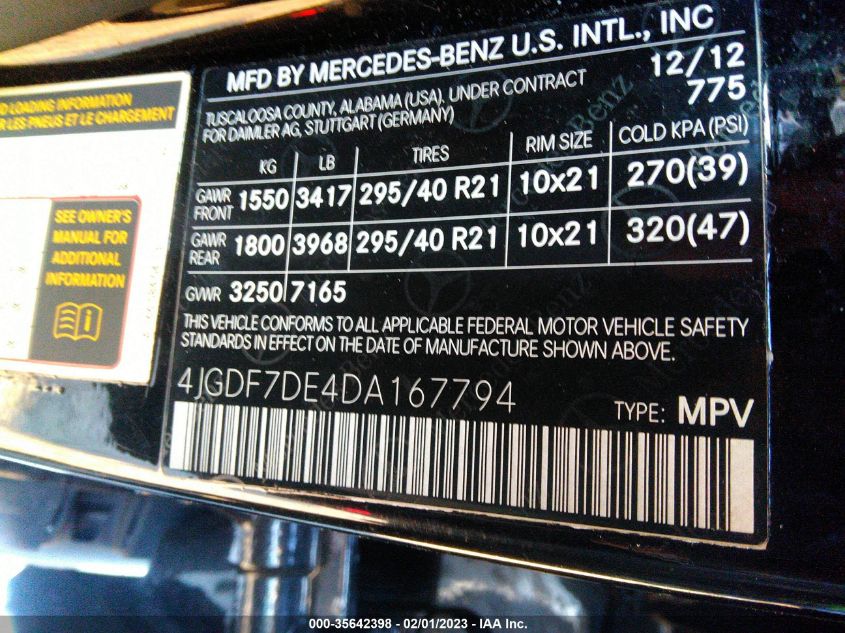 D LOADING INFORMATION
R LES PNEUS ET LE CHARGEMENT
SEE OWNER'S
MANUAL FOR
ADDITIONAL
INFORMATION
MFD BY MERCEDES-BENZ U.S. INTL., INC
TUSCALOOSA COUNTY, ALABAMA (USA). UNDER CONTRACT 12/12
FOR DAIMLER AG, STUTTGART (GERMANY) 775
KG LB TIRES RIM SIZE COLD KPA (PSI)
GAWR FRONT 1550 3417 295/40 R21 10x21 270(39)
GAWR REAR 1800 3968 295/40 R21 10x21 320(47)
GVWR 3250 7165
THIS VEHICLE CONFORMS TO ALL APPLICABLE FEDERAL MOTOR VEHICLE SAFETY
STANDARDS IN EFFECT ON THE DATE OF MANUFACTURE SHOWN ABOVE.
4JGDF7DE4DA167794 TYPE: MPV
000-35642398 - 02/01/2023 - IAA Inc.